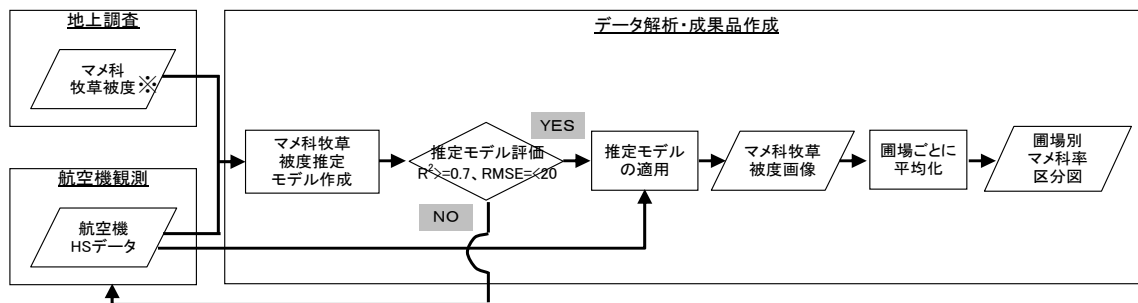 地上調査
マメ科
牧草被度※
航空機観測
航空機
HSデータ
データ解析・成果品作成
マメ科牧草
被度推定
モデル作成
推定モデル評価
R²>=0.7、RMSE=<20
YES
NO
推定モデル
の適用
マメ科牧草
被度画像
圃場ごとに
平均化
圃場別
マメ科率
区分図